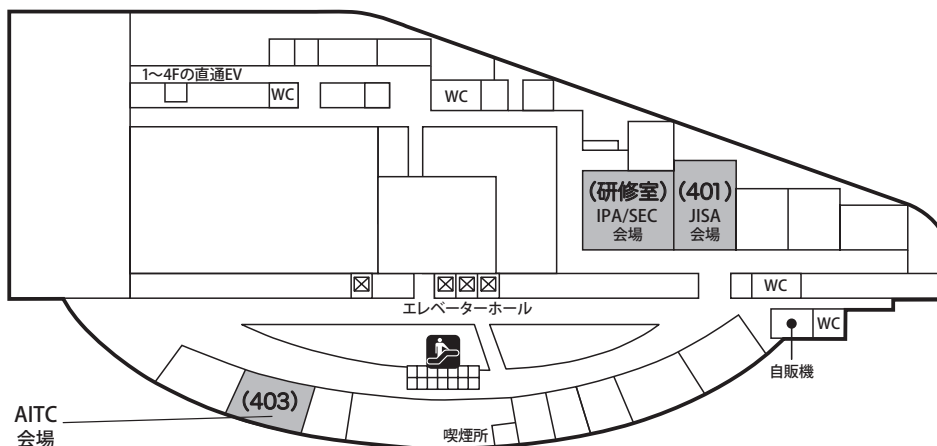 1〜4Fの直通EV
WC
WC
(研修室)
IPA/SEC
会場
(401)
JISA
会場
WC
エレベーターホール
WC
自販機
(403)
AITC
会場
喫煙所